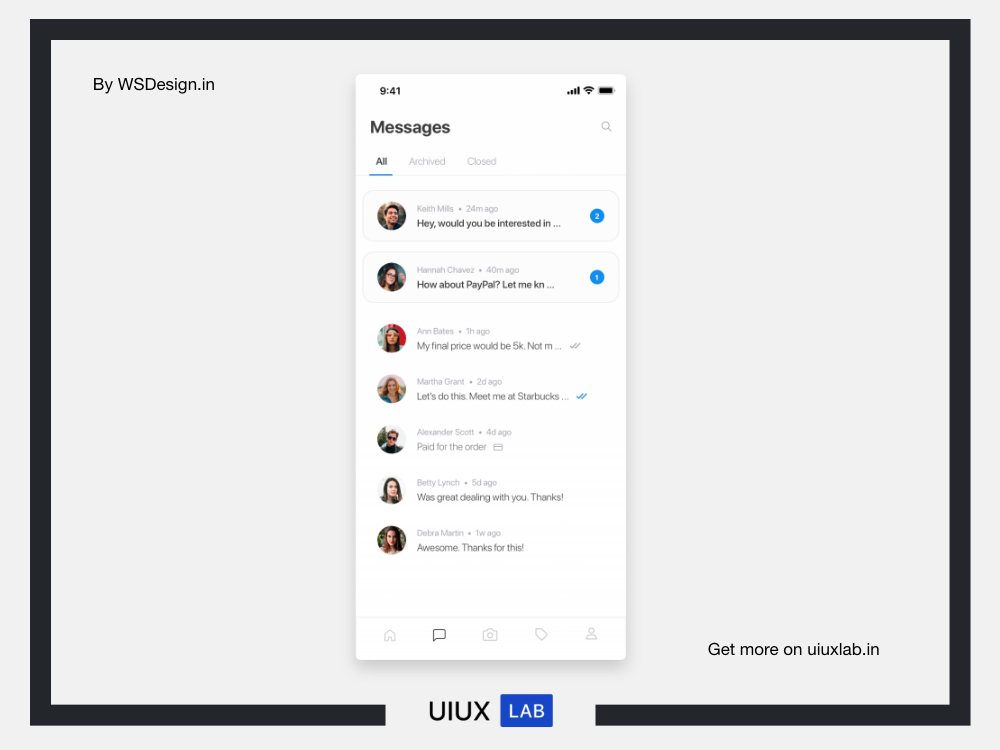 By WSDesign.in
9:41
Messages
All Archived Closed
Keith Mills • 24m ago
Hey, would you be interested in ...
2
Hannah Chavez • 40m ago
How about PayPal? Let me kn ...
1
Ann Bates • 1h ago
My final price would be 5k. Not m ...
Martha Grant • 2d ago
Let's do this. Meet me at Starbucks ...
Alexander Scott • 4d ago
Paid for the order
Betty Lynch • 5d ago
Was great dealing with you. Thanks!
Debra Martin • 1w ago
Awesome. Thanks for this!
Get more on uiuxlab.in
UIUX LAB